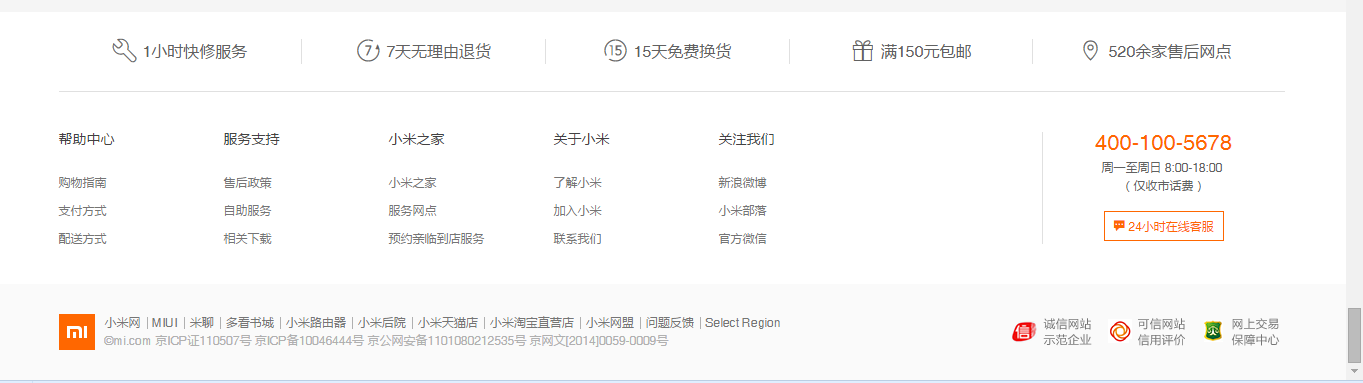 1小时快修服务 7天无理由退货 15天免费换货 满150元包邮 520余家售后网点
帮助中心 服务支持 小米之家 关于小米 关注我们
购物指南 售后政策 小米之家 了解小米 新浪微博
支付方式 自助服务 服务网点 加入小米 小米部落
配送方式 相关下载 预约亲临到店服务 联系我们 官方微信
400-100-5678
周一至周日 8:00-18:00
（仅收市话费）
24小时在线客服
小米网 | MIUI | 米聊 | 多看书城 | 小米路由器 | 小米后院 | 小米天猫店 | 小米淘宝直营店 | 小米网盟 | 问题反馈 | Select Region
©mi.com 京ICP证110507号 京ICP备10046444号 京公网安备1101080212535号 京网文[2014]0059-0009号
诚信网站
示范企业
可信网站
信用评价
网上交易
保障中心